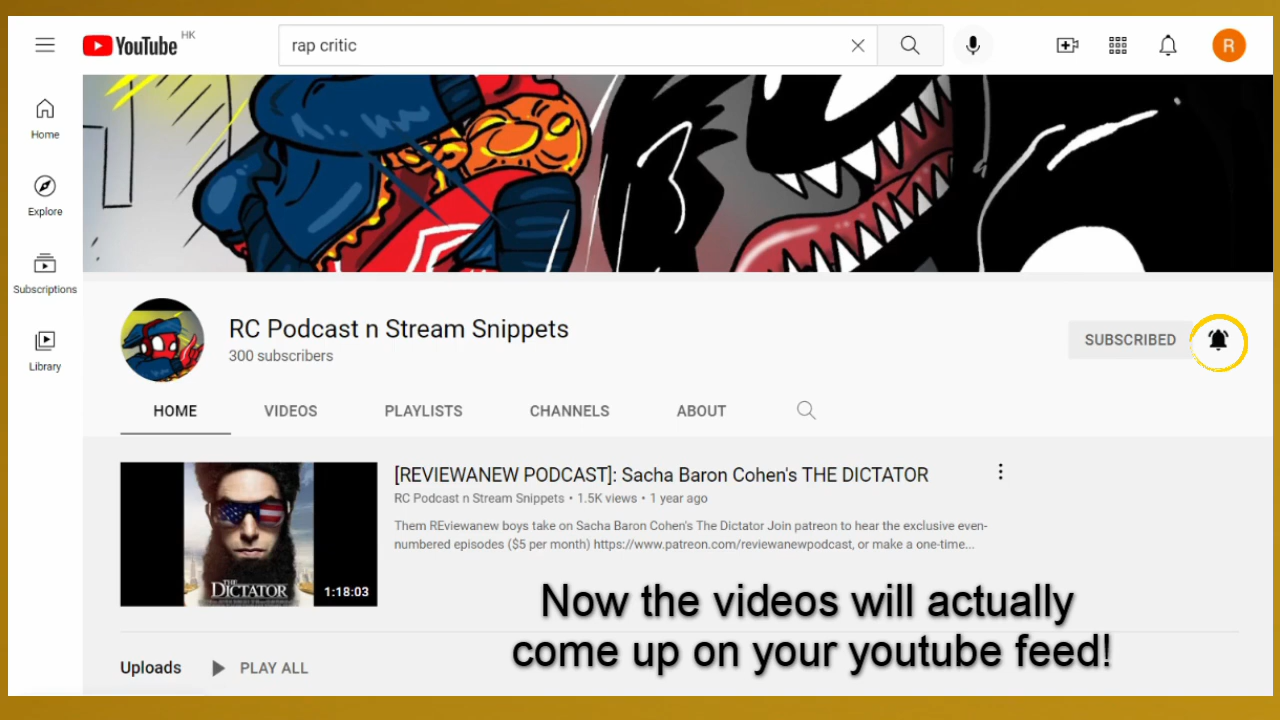 YouTube HK
rap critic
R
Home
Explore
Subscriptions
Library
RC Podcast n Stream Snippets
300 subscribers
SUBSCRIBED
HOME VIDEOS PLAYLISTS CHANNELS ABOUT
[REVIEWANEW PODCAST]: Sacha Baron Cohen's THE DICTATOR
RC Podcast n Stream Snippets • 1.5K views • 1 year ago
Them REviewanew boys take on Sacha Baron Cohen's The Dictator Join patreon to hear the exclusive even-
numbered episodes ($5 per month) https://www.patreon.com/reviewanewpodcast, or make a one-time...
THE
DICTATOR
1:18:03
Now the videos will actually
come up on your youtube feed!
Uploads PLAY ALL